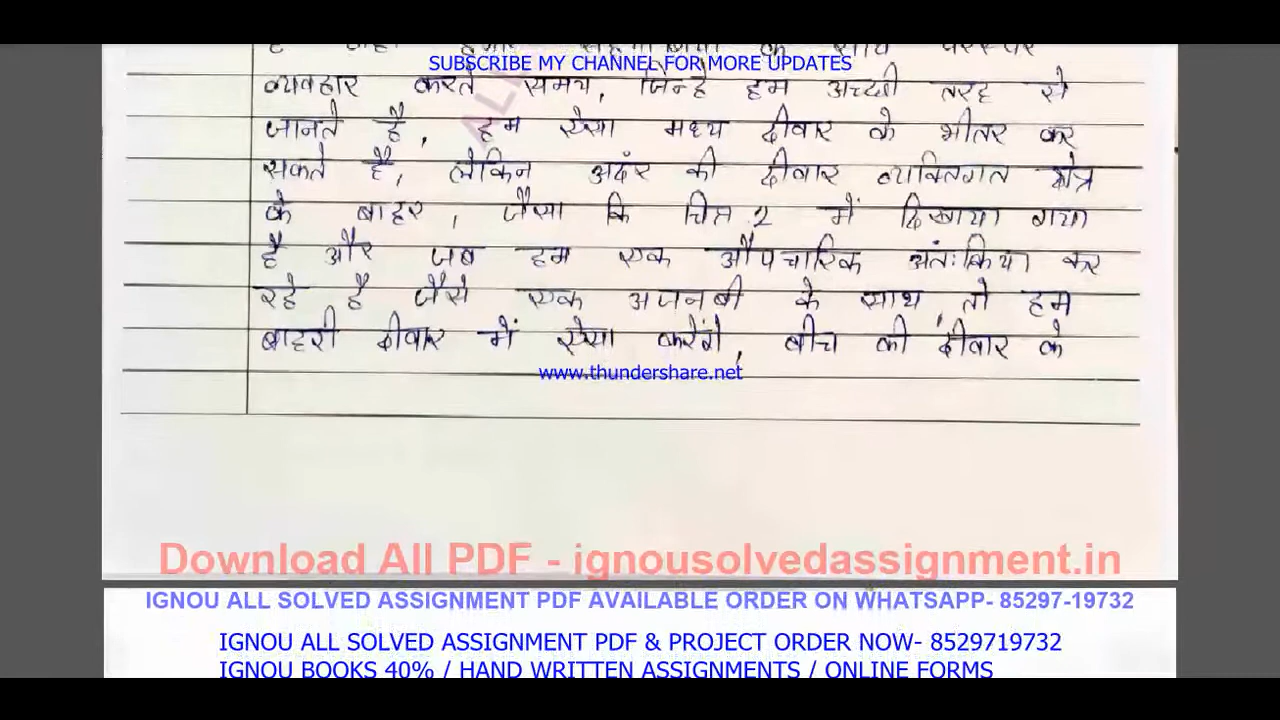 के साथ परस्पर
SUBSCRIBE MY CHANNEL FOR MORE UPDATES
व्यवहार करते समय, जिन्हे हम अच्छी तरह से
जानते है, हम ऐसा मध्य दीवार के भीतर कर
सकते है, लेकिन अदंर की दीवार व्यक्तिगत क्षेत्र
के बाहर, जैसा कि चित्र 2 में दिखाया गया
है और जब हम एक औपचारिक अंतःक्रिया कर
रहे है जैसे एक अजनबी के साथ, तो हम
बाहरी दीवार में ऐसा करेंगे, बीच की दीवार के
www.thundershare.net
Download All PDF - ignousolvedassignment.in
IGNOU ALL SOLVED ASSIGNMENT PDF AVAILABLE ORDER ON WHATSAPP- 85297-19732
IGNOU ALL SOLVED ASSIGNMENT PDF & PROJECT ORDER NOW- 8529719732
IGNOU BOOKS 40% / HAND WRITTEN ASSIGNMENTS / ONLINE FORMS